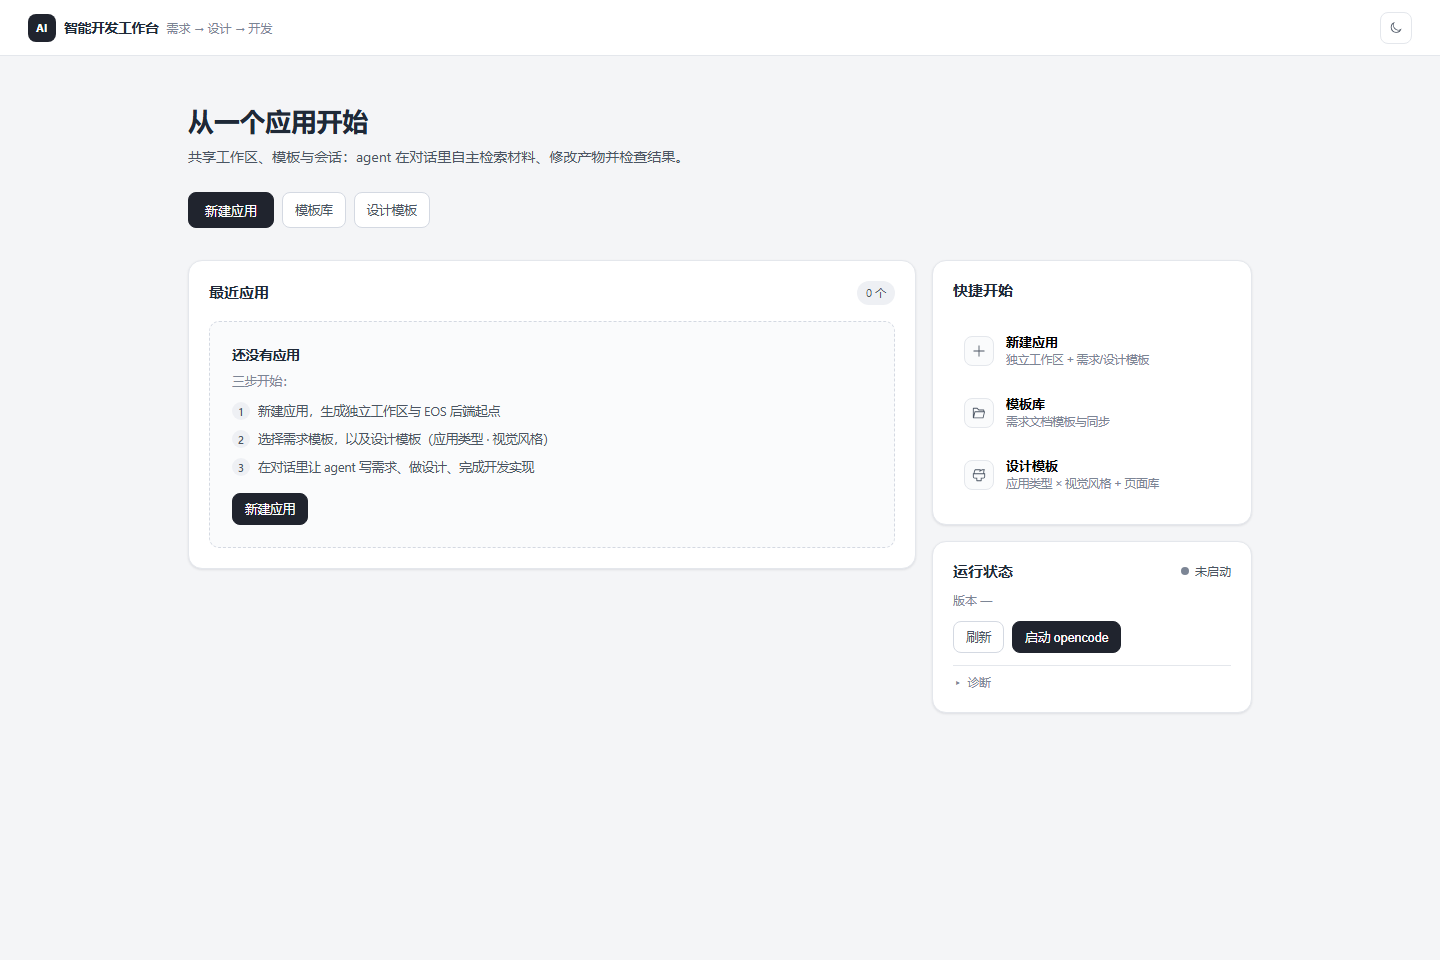 AI 智能开发工作台 需求 → 设计 → 开发
从一个应用开始
共享工作区、模板与会话：agent 在对话里自主检索材料、修改产物并检查结果。
新建应用 模板库 设计模板
最近应用 0 个
还没有应用
三步开始：
1 新建应用，生成独立工作区与 EOS 后端起点
2 选择需求模板，以及设计模板（应用类型 · 视觉风格）
3 在对话里让 agent 写需求、做设计、完成开发实现
新建应用
快捷开始
新建应用
独立工作区 + 需求/设计模板
模板库
需求文档模板与同步
设计模板
应用类型 × 视觉风格 + 页面库
运行状态 未启动
版本 —
刷新 启动 opencode
诊断